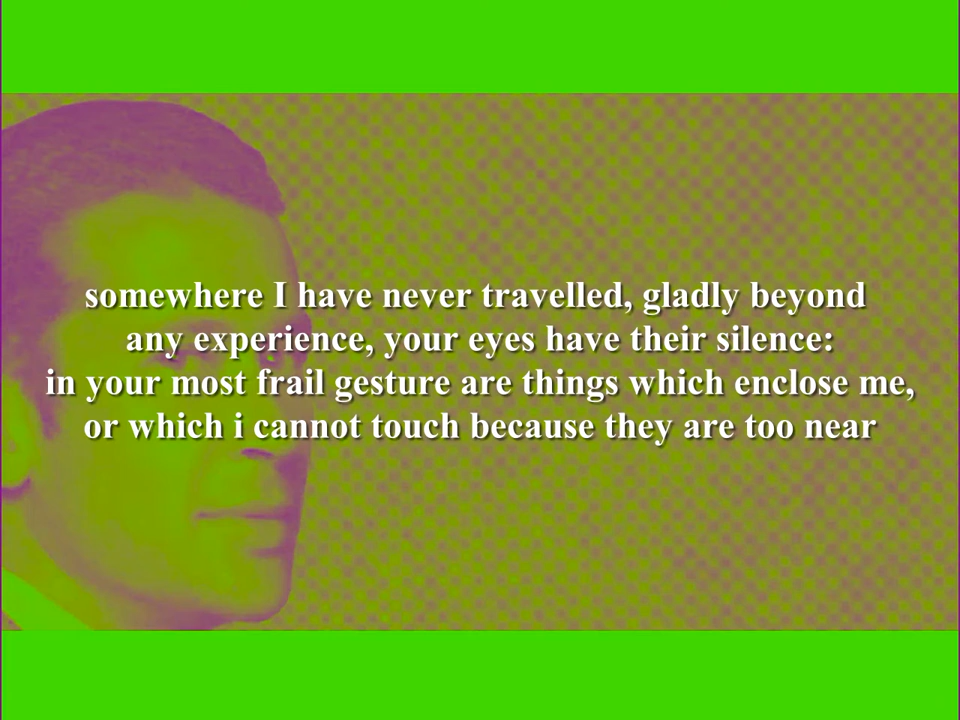 somewhere I have never travelled, gladly beyond
any experience, your eyes have their silence:
in your most frail gesture are things which enclose me,
or which i cannot touch because they are too near